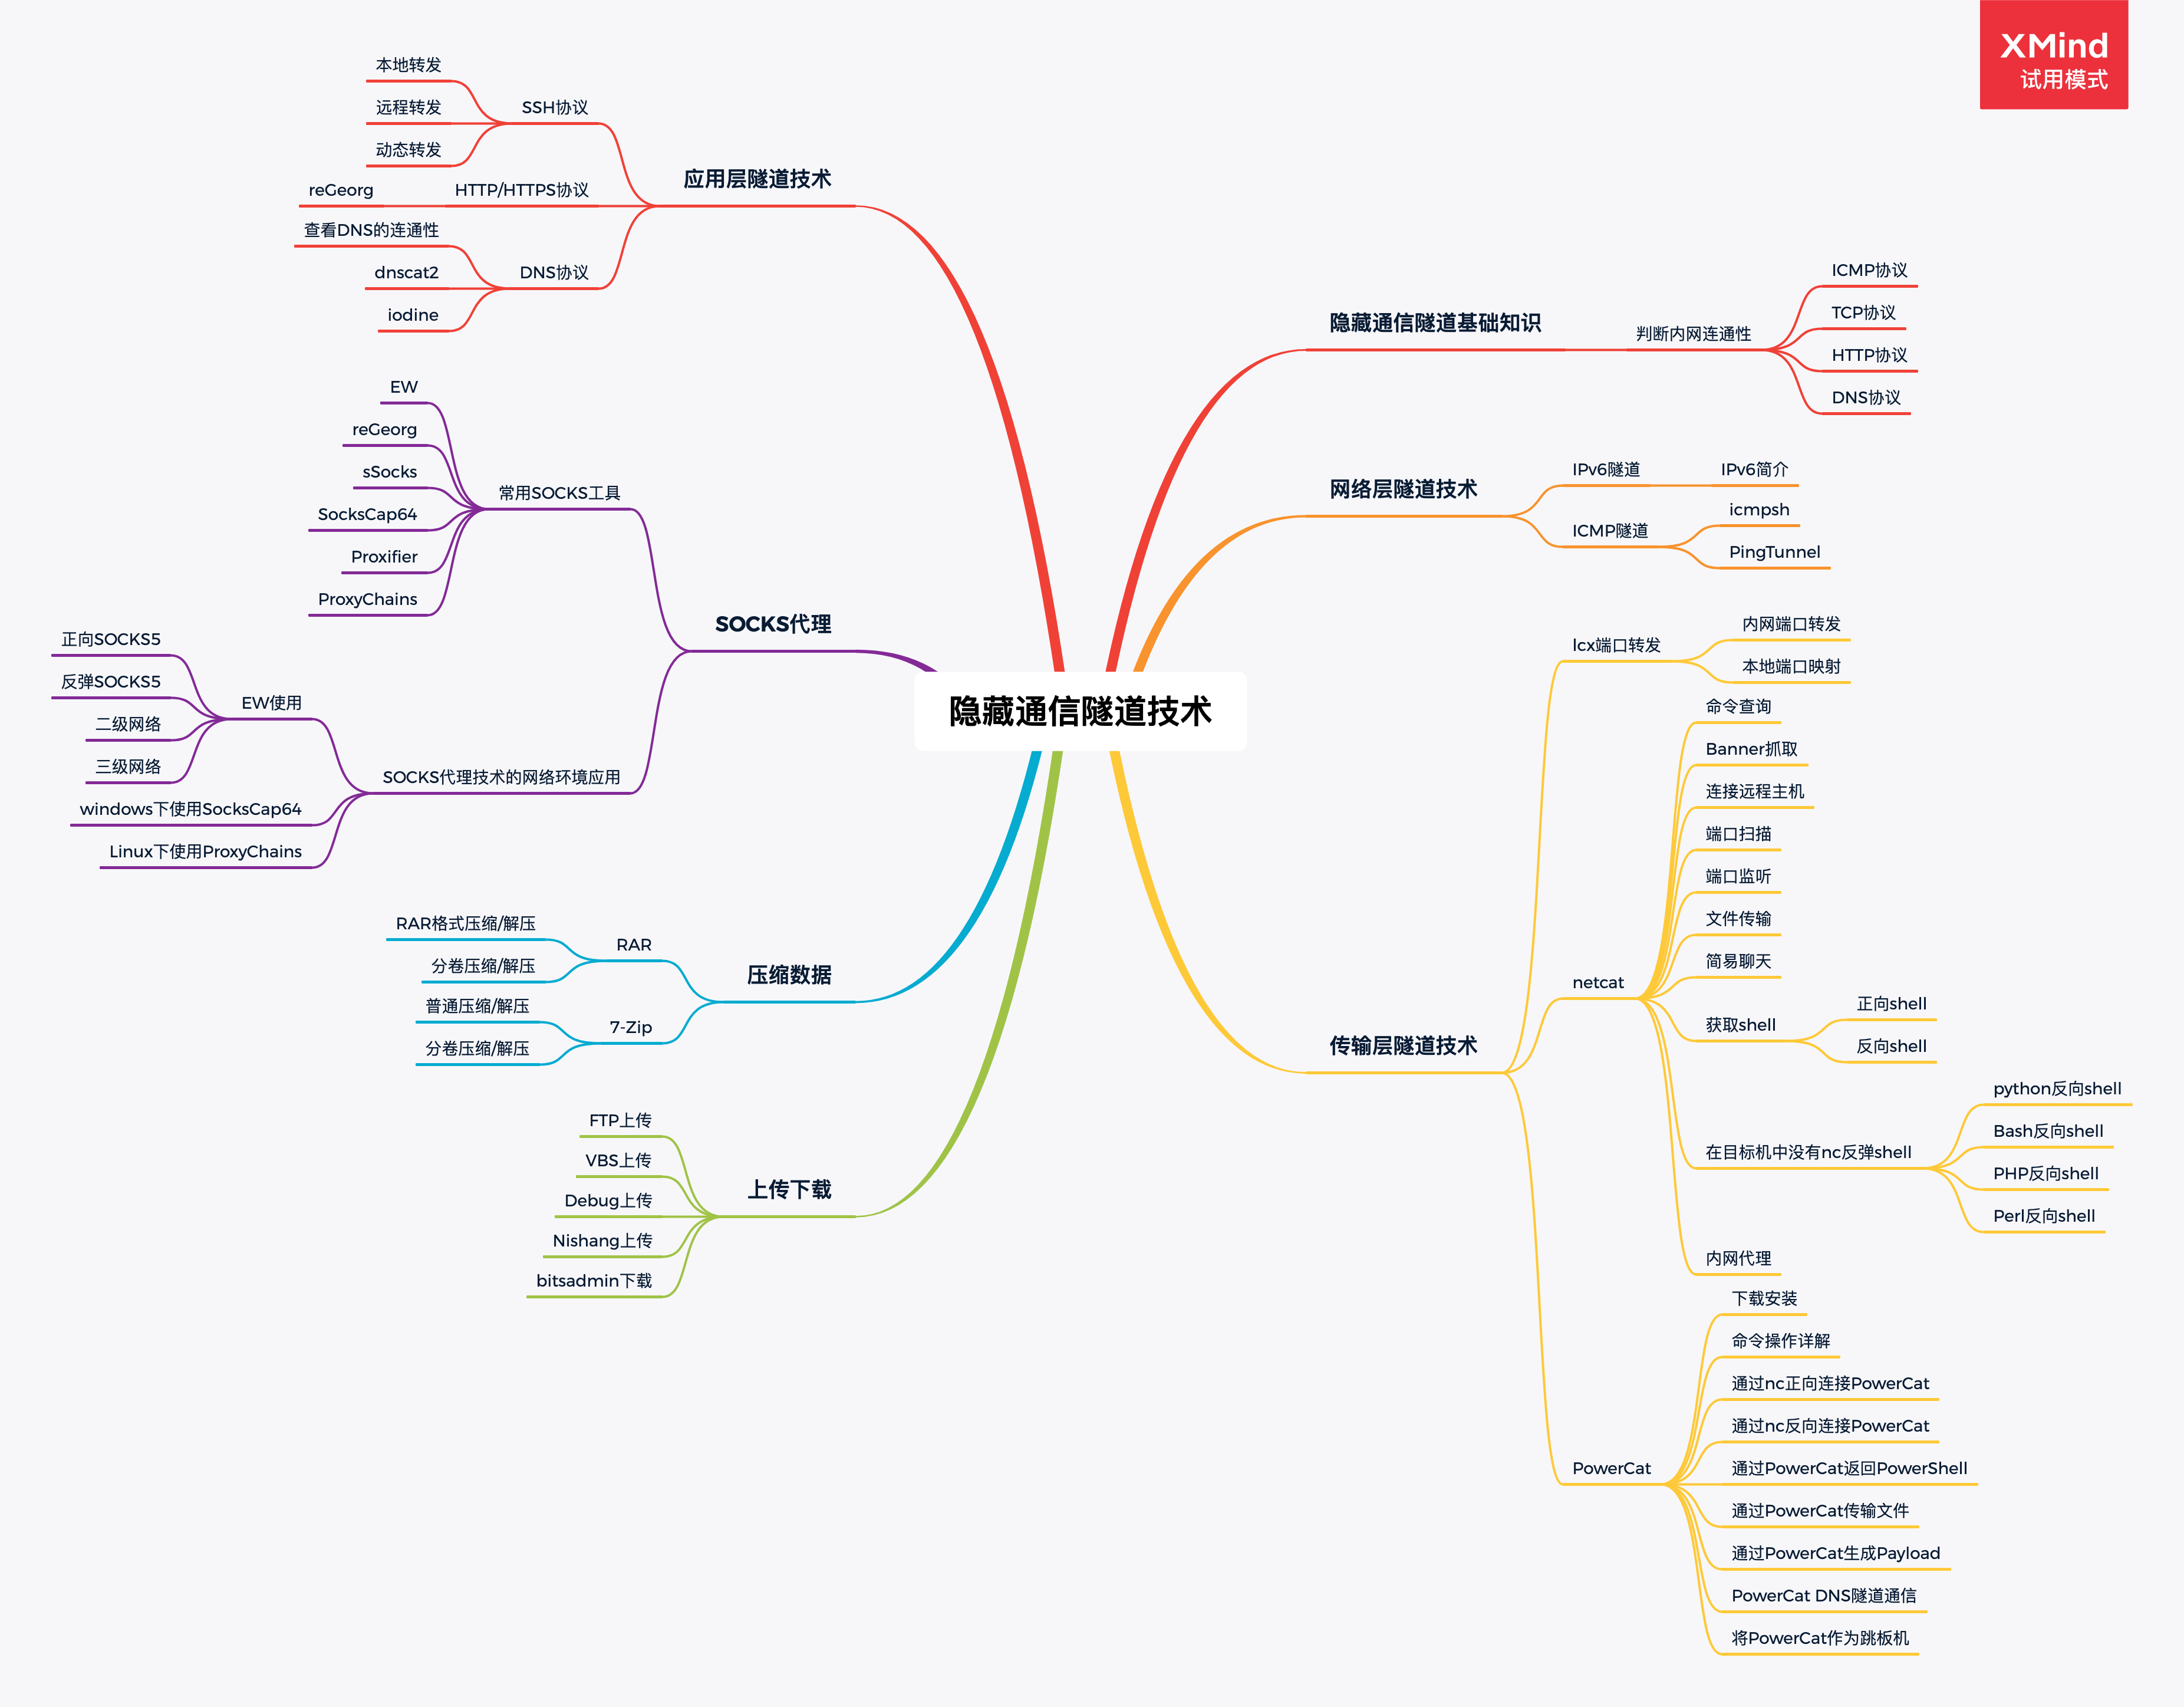 XMind
试用模式
隐藏通信隧道技术
隐藏通信隧道基础知识
判断内网连通性
ICMP协议
TCP协议
HTTP协议
DNS协议
网络层隧道技术
IPv6隧道
IPv6简介
ICMP隧道
icmpsh
PingTunnel
传输层隧道技术
lcx端口转发
内网端口转发
本地端口映射
netcat
命令查询
Banner抓取
连接远程主机
端口扫描
端口监听
文件传输
简易聊天
获取shell
正向shell
反向shell
在目标机中没有nc反弹shell
python反向shell
Bash反向shell
PHP反向shell
Perl反向shell
内网代理
PowerCat
下载安装
命令操作详解
通过nc正向连接PowerCat
通过nc反向连接PowerCat
通过PowerCat返回PowerShell
通过PowerCat传输文件
通过PowerCat生成Payload
PowerCat DNS隧道通信
将PowerCat作为跳板机
应用层隧道技术
SSH协议
本地转发
远程转发
动态转发
HTTP/HTTPS协议
reGeorg
DNS协议
查看DNS的连通性
dnscat2
iodine
SOCKS代理
常用SOCKS工具
EW
reGeorg
sSocks
SocksCap64
Proxifier
ProxyChains
SOCKS代理技术的网络环境应用
EW使用
正向SOCKS5
反弹SOCKS5
二级网络
三级网络
windows下使用SocksCap64
Linux下使用ProxyChains
压缩数据
RAR
RAR格式压缩/解压
分卷压缩/解压
7-Zip
普通压缩/解压
分卷压缩/解压
上传下载
FTP上传
VBS上传
Debug上传
Nishang上传
bitsadmin下载